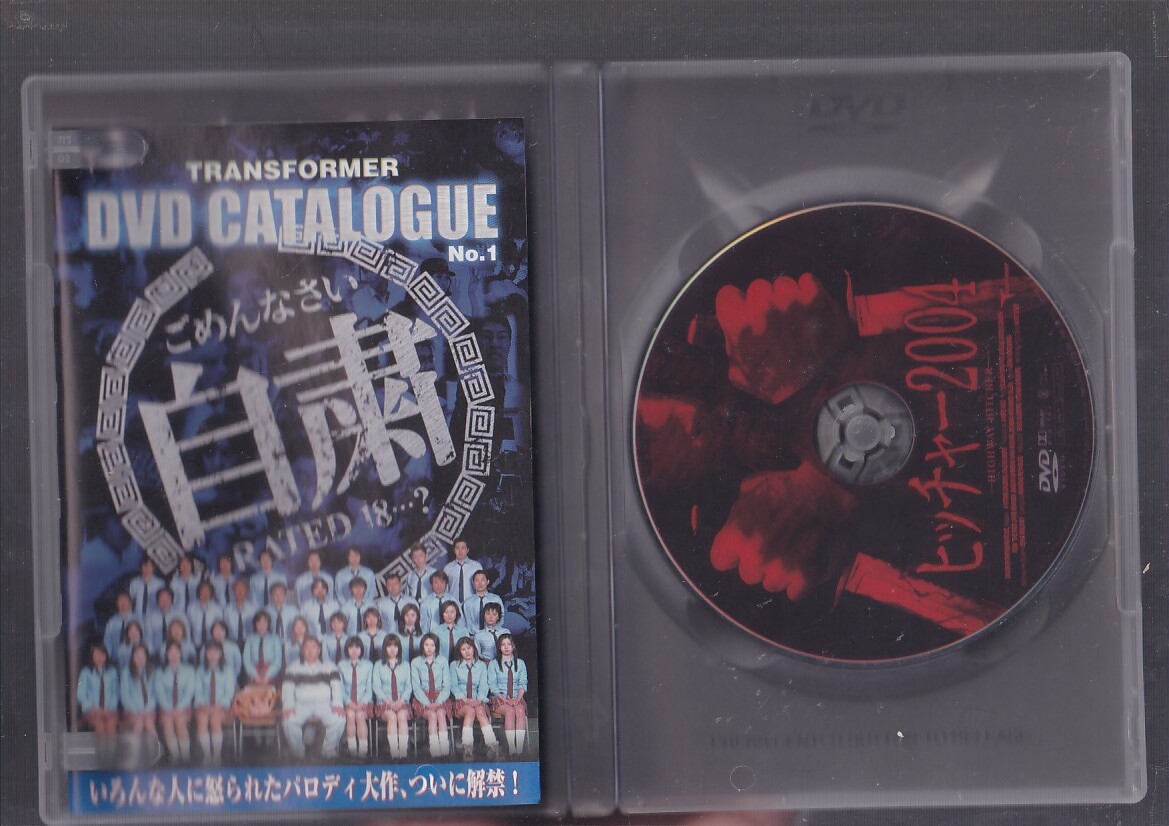 TRANSFORMER
DVD CATALOGUE
No.1
ごめんなさい
自粛
RATED 18…?
いろんな人に怒られたパロディ大作、ついに解禁！
DVD
ヒッチャー2004
HIGHWAY HITCHER
DVD